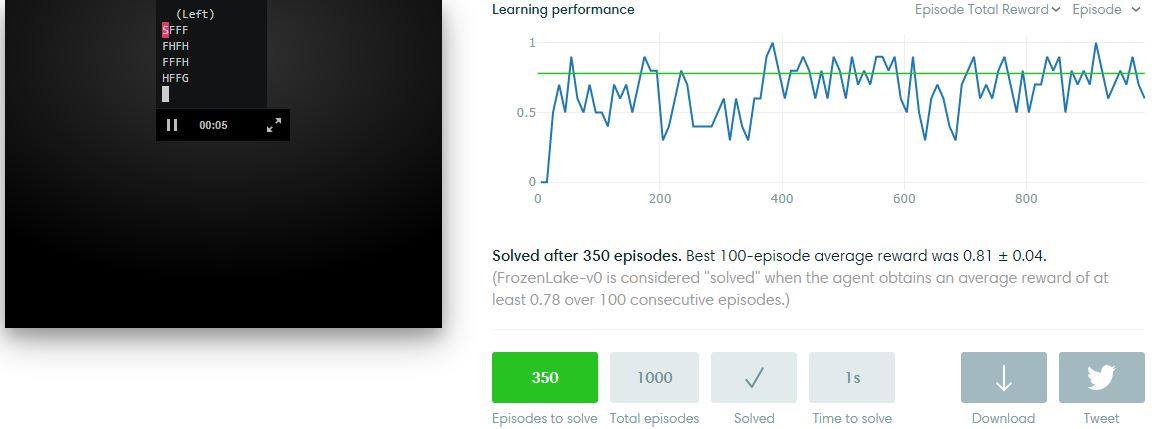 (Left)
SFFF
FHFH
FFFH
HFFG
00:05
Learning performance
Episode Total Reward Episode
1
0.5
0
0 200 400 600 800
Solved after 350 episodes. Best 100-episode average reward was 0.81 ± 0.04.
(FrozenLake-v0 is considered "solved" when the agent obtains an average reward of at
least 0.78 over 100 consecutive episodes.)
350 1000 1s
Episodes to solve Total episodes Solved Time to solve Download Tweet